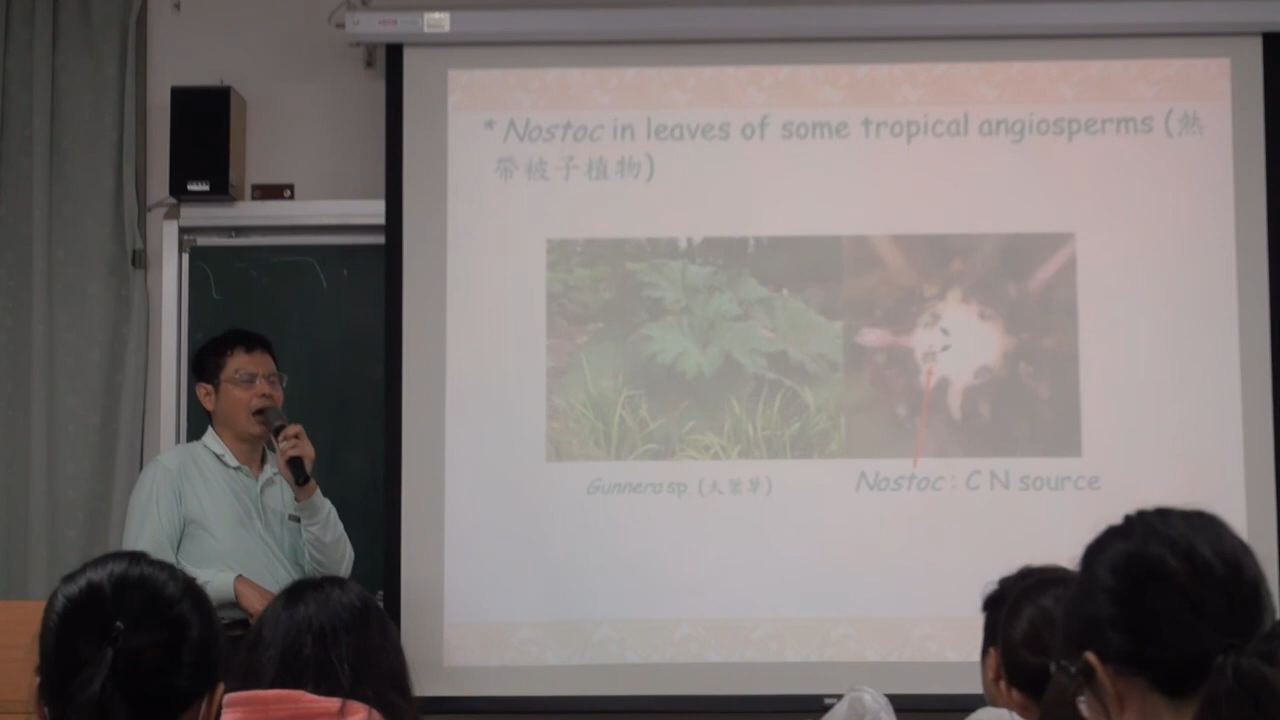 * Nostoc in leaves of some tropical angiosperms (熱
帶被子植物)
Gunnera sp (大葉草)
Nostoc : C N source